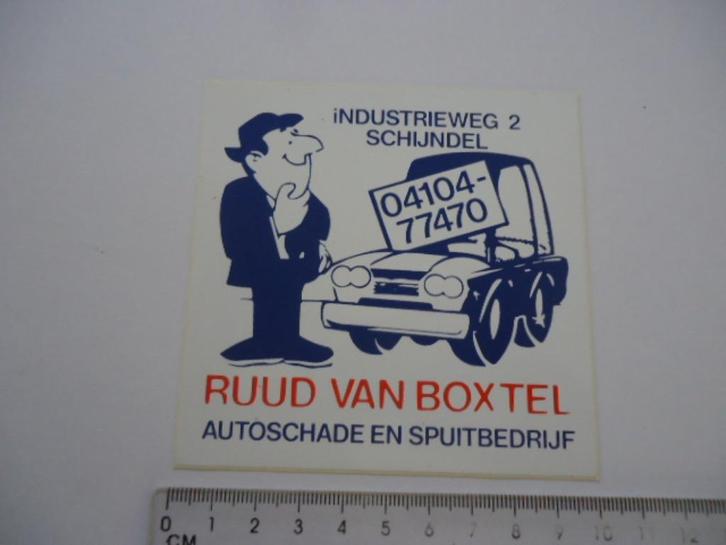 iNDUSTRIEWEG 2
SCHIJNDEL
04104-
77470
RUUD VAN BOXTEL
AUTOSCHADE EN SPUITBEDRIJF
0 1 2 3 4 5 6 7 8 9 10 11 12
CM